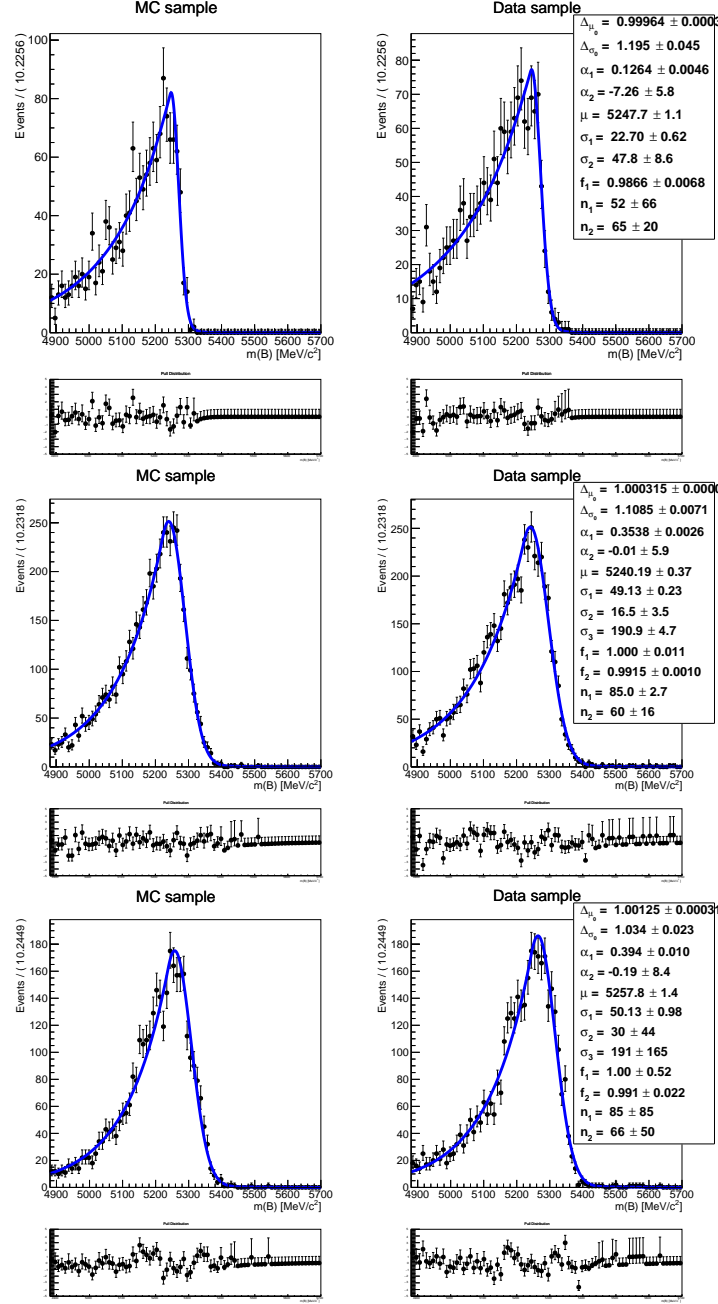 MC sample
Events / ( 10.2256
100
80
60
40
20
0
4900 5000 5100 5200 5300 5400 5500 5600 5700
m(B) [MeV/c²]
Pull Distribution
Data sample
Events / ( 10.2256
80
70
60
50
40
30
20
10
0
4900 5000 5100 5200 5300 5400 5500 5600 5700
m(B) [MeV/c²]
Δμ₀ = 0.99964 ± 0.0003
Δσ₀ = 1.195 ± 0.045
α₁ = 0.1264 ± 0.0046
α₂ = -7.26 ± 5.8
μ = 5247.7 ± 1.1
σ₁ = 22.70 ± 0.62
σ₂ = 47.8 ± 8.6
f₁ = 0.9866 ± 0.0068
n₁ = 52 ± 66
n₂ = 65 ± 20
Pull Distribution
MC sample
Events / ( 10.2318
250
200
150
100
50
0
4900 5000 5100 5200 5300 5400 5500 5600 5700
m(B) [MeV/c²]
Pull Distribution
Data sample
Events / ( 10.2318
250
200
150
100
50
0
4900 5000 5100 5200 5300 5400 5500 5600 5700
m(B) [MeV/c²]
Δμ₀ = 1.000315 ± 0.0000
Δσ₀ = 1.1085 ± 0.0071
α₁ = 0.3538 ± 0.0026
α₂ = -0.01 ± 5.9
μ = 5240.19 ± 0.37
σ₁ = 49.13 ± 0.23
σ₂ = 16.5 ± 3.5
σ₃ = 190.9 ± 4.7
f₁ = 1.000 ± 0.011
f₂ = 0.9915 ± 0.0010
n₁ = 85.0 ± 2.7
n₂ = 60 ± 16
Pull Distribution
MC sample
Events / ( 10.2449
180
160
140
120
100
80
60
40
20
0
4900 5000 5100 5200 5300 5400 5500 5600 5700
m(B) [MeV/c²]
Pull Distribution
Data sample
Events / ( 10.2449
180
160
140
120
100
80
60
40
20
0
4900 5000 5100 5200 5300 5400 5500 5600 5700
m(B) [MeV/c²]
Δμ₀ = 1.00125 ± 0.00031
Δσ₀ = 1.034 ± 0.023
α₁ = 0.394 ± 0.010
α₂ = -0.19 ± 8.4
μ = 5257.8 ± 1.4
σ₁ = 50.13 ± 0.98
σ₂ = 30 ± 44
σ₃ = 191 ± 165
f₁ = 1.00 ± 0.52
f₂ = 0.991 ± 0.022
n₁ = 85 ± 85
n₂ = 66 ± 50
Pull Distribution